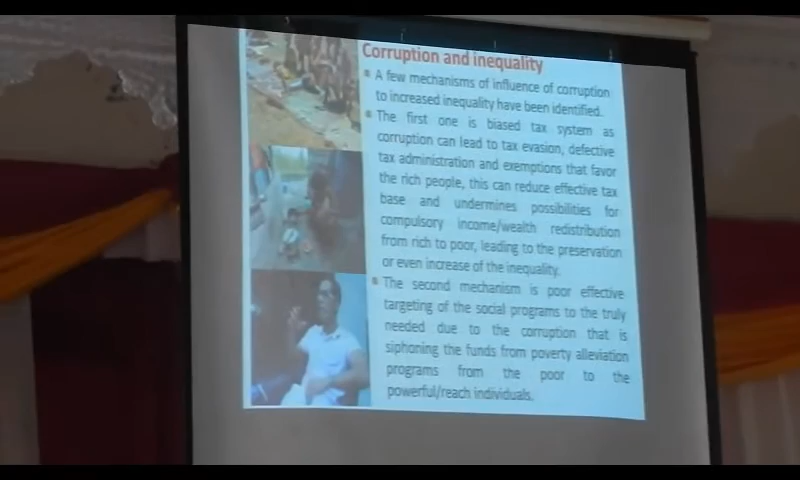 Corruption and inequality
A few mechanisms of influence of corruption
to increased inequality have been identified.
The first one is biased tax system as
corruption can lead to tax evasion, defective
tax administration and exemptions that favor
the rich people, this can reduce effective tax
base and undermines possibilities for
compulsory income/wealth redistribution
from rich to poor, leading to the preservation
or even increase of the inequality.
The second mechanism is poor effective
targeting of the social programs to the truly
needed due to the corruption that is
siphoning the funds from poverty alleviation
programs from the poor to the
powerful/reach individuals.